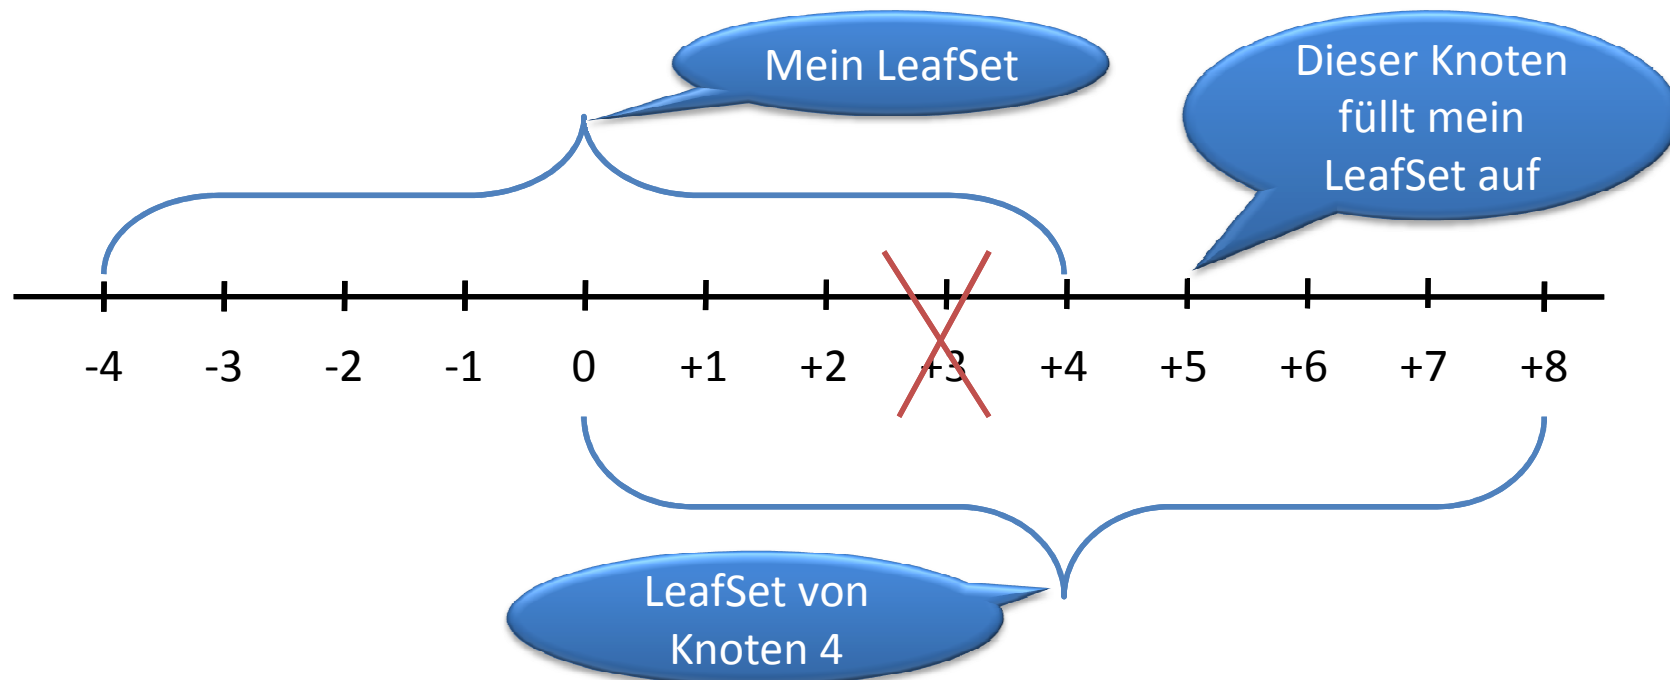 Mein LeafSet
Dieser Knoten
füllt mein
LeafSet auf
-4 -3 -2 -1 0 +1 +2 +3 +4 +5 +6 +7 +8
LeafSet von
Knoten 4